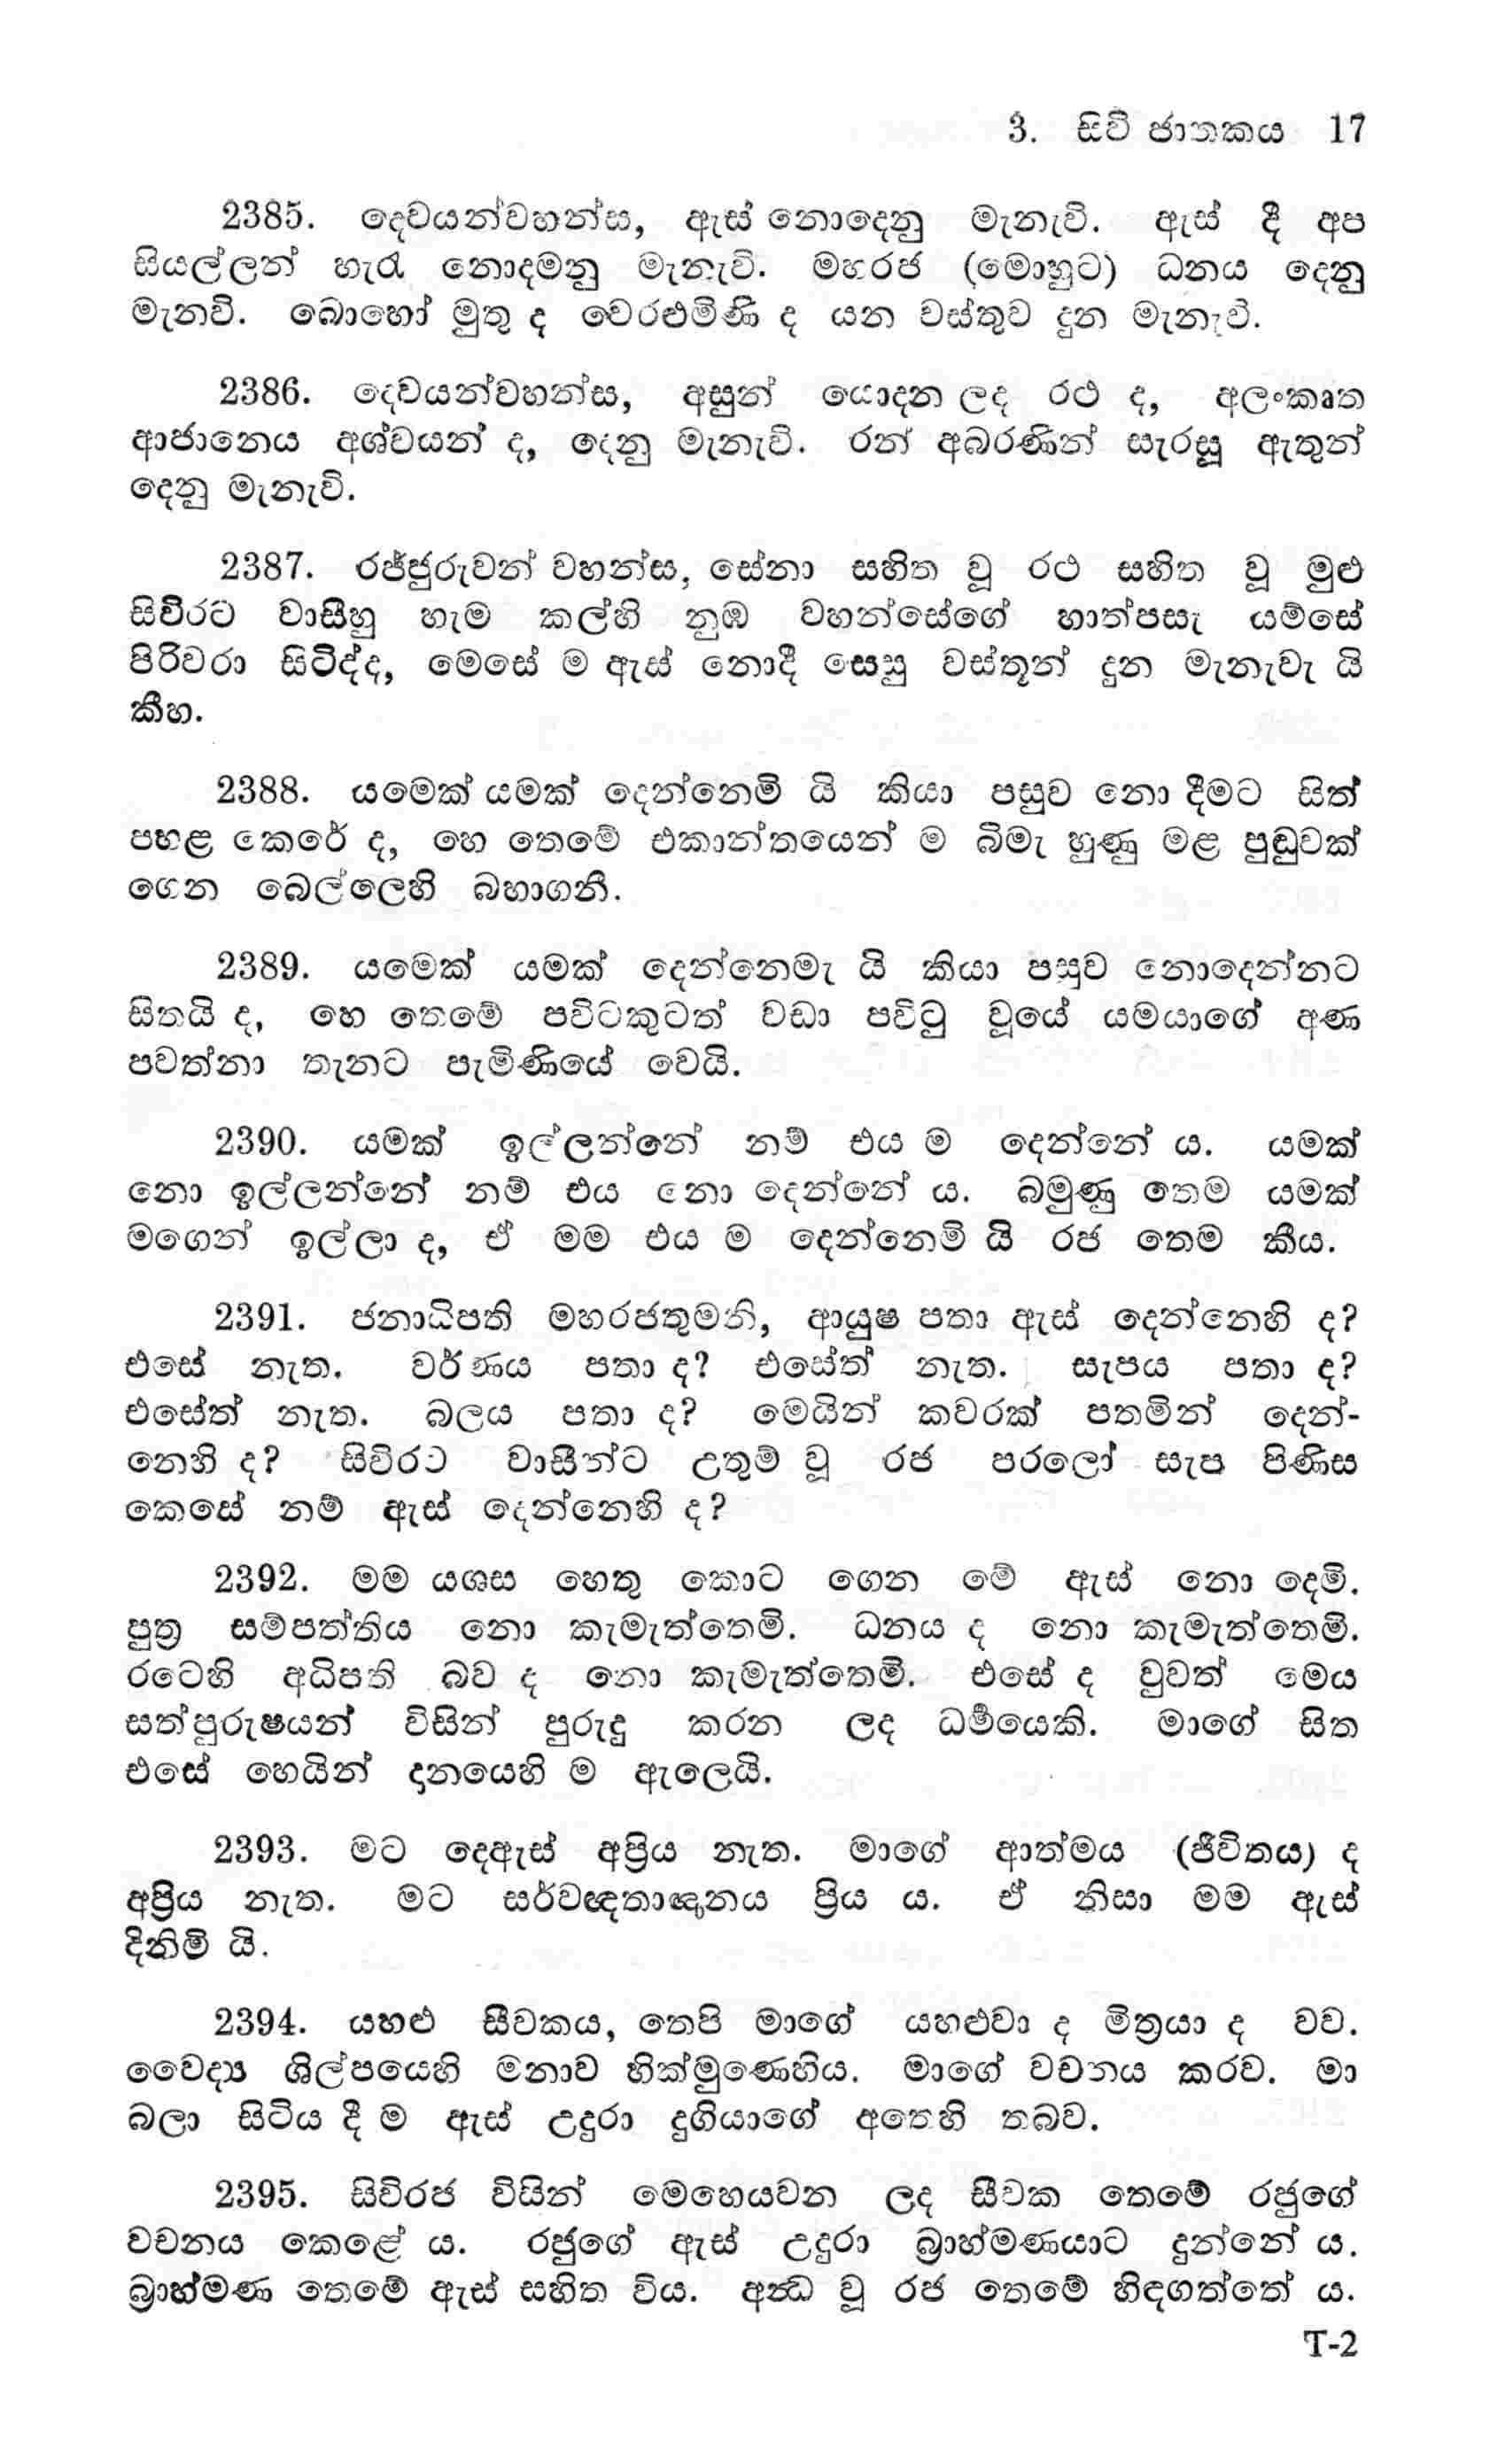 3. සිවි ජාතකය 17
2385. දෙවයන්වහන්ස, ඇස් නොදෙනු මැනැවි. ඇස් දී අප
සියල්ලන් හැරැ නොදමනු මැනැවි. මහරජ (මොහුට) ධනය දෙනු
මැනවි. බොහෝ මුතු ද වෙරළුමිණි ද යන වස්තුව දුන මැනැවි.
2386. දෙවයන්වහන්ස, අසුන් යොදන ලද රථ ද, අලංකෘත
ආජානෙය අශ්වයන් ද, දෙනු මැනැවි. රන් අබරණින් සැරසූ ඇතුන්
දෙනු මැනැවි.
2387. රජ්ජුරුවන් වහන්ස, සේනා සහිත වූ රථ සහිත වූ මුළු
සිවිරට වාසීහු හැම කල්හි නුඹ වහන්සේගේ හාත්පසැ යම්සේ
පිරිවරා සිටිද්ද, මෙසේ ම ඇස් නොදී සෙසු වස්තූන් දුන මැනැවැ යි
කීහ.
2388. යමෙක් යමක් දෙන්නෙමි යි කියා පසුව නො දීමට සිත්
පහළ කෙරේ ද, හෙ තෙමේ එකාන්තයෙන් ම බිමැ හුණු මළ පුඬුවක්
ගෙන බෙල්ලෙහි බහාගනී.
2389. යමෙක් යමක් දෙන්නෙමැ යි කියා පසුව නොදෙන්නට
සිතයි ද, හෙ තෙමේ පවිටකුටත් වඩා පවිටු වූයේ යමයාගේ අණ
පවත්නා තැනට පැමිණියේ වෙයි.
2390. යමක් ඉල්ලන්නේ නම් එය ම දෙන්නේ ය. යමක්
නො ඉල්ලන්නේ නම් එය නො දෙන්නේ ය. බමුණු තෙම යමක්
මගෙන් ඉල්ලා ද, ඒ මම එය ම දෙන්නෙමි යි රජ තෙම කීය.
2391. ජනාධිපති මහරජතුමනි, ආයුෂ පතා ඇස් දෙන්නෙහි ද?
එසේ නැත. වර්ණය පතා ද? එසේත් නැත. සැපය පතා ද?
එසේත් නැත. බලය පතා ද? මෙයින් කවරක් පතමින් දෙන්-
නෙහි ද? සිවිරට වාසීන්ට උතුම් වූ රජ පරලෝ සැප පිණිස
කෙසේ නම් ඇස් දෙන්නෙහි ද?
2392. මම යශස හෙතු කොට ගෙන මේ ඇස් නො දෙමි.
පුත්‍ර සම්පත්තිය නො කැමැත්තෙමි. ධනය ද නො කැමැත්තෙමි.
රටෙහි අධිපති බව ද නො කැමැත්තෙමි. එසේ ද වුවත් මෙය
සත්පුරුෂයන් විසින් පුරුදු කරන ලද ධර්‍මයෙකි. මාගේ සිත
එසේ හෙයින් දානයෙහි ම ඇලෙයි.
2393. මට දෙඇස් අප්‍රිය නැත. මාගේ ආත්මය (ජීවිතය) ද
අප්‍රිය නැත. මට සර්වඥතාඥානය ප්‍රිය ය. ඒ නිසා මම ඇස්
දිනිමි යි.
2394. යහළු සීවකය, තෙපි මාගේ යහළුවා ද මිත්‍රයා ද වව.
වෛද්‍ය ශිල්පයෙහි මනාව හික්මුණෙහිය. මාගේ වචනය කරව. මා
බලා සිටිය දී ම ඇස් උදුරා දුගියාගේ අතෙහි තබව.
2395. සිවිරජ විසින් මෙහෙයවන ලද සීවක තෙමේ රජුගේ
වචනය කෙළේ ය. රජුගේ ඇස් උදුරා බ්‍රාහ්මණයාට දුන්නේ ය.
බ්‍රාහ්මණ තෙමේ ඇස් සහිත විය. අන්‍ධ වූ රජ තෙමේ හිඳගත්තේ ය.
T-2